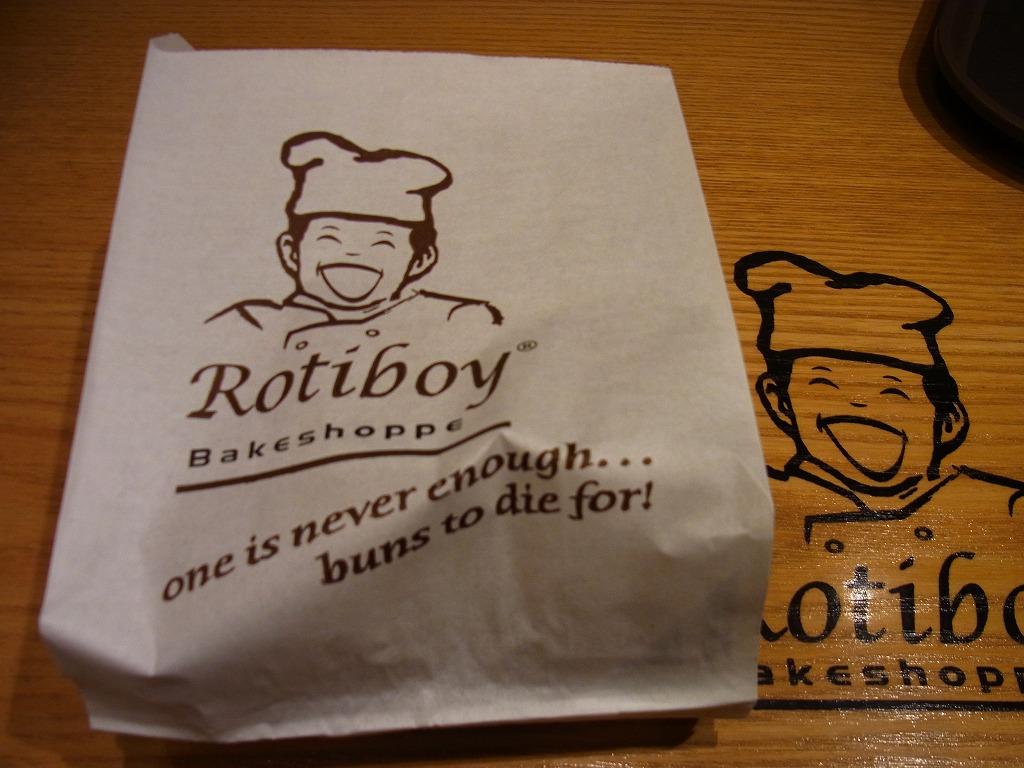 Rotiboy®
Bakeshoppe
one is never enough...
buns to die for!
otibo
akeshopp